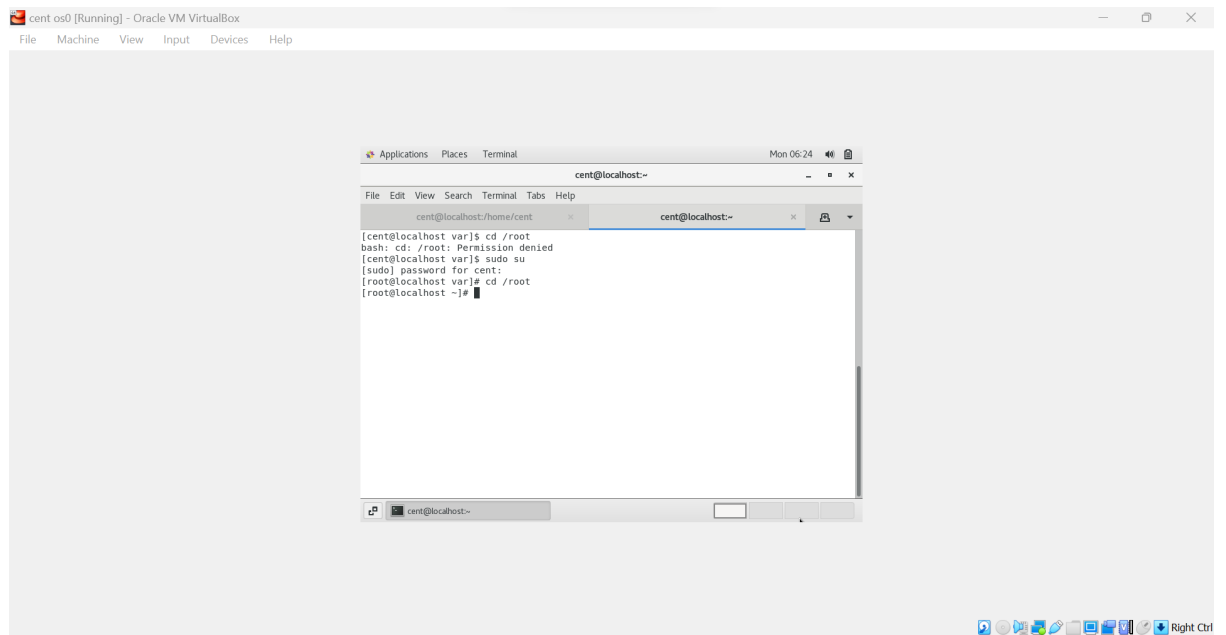 cent os0 [Running] - Oracle VM VirtualBox
File Machine View Input Devices Help
Applications Places Terminal Mon 06:24
cent@localhost:~
File Edit View Search Terminal Tabs Help
cent@localhost:/home/cent cent@localhost:~
[cent@localhost var]$ cd /root
bash: cd: /root: Permission denied
[cent@localhost var]$ sudo su
[sudo] password for cent:
[root@localhost var]# cd /root
[root@localhost ~]#
cent@localhost:~
Right Ctrl